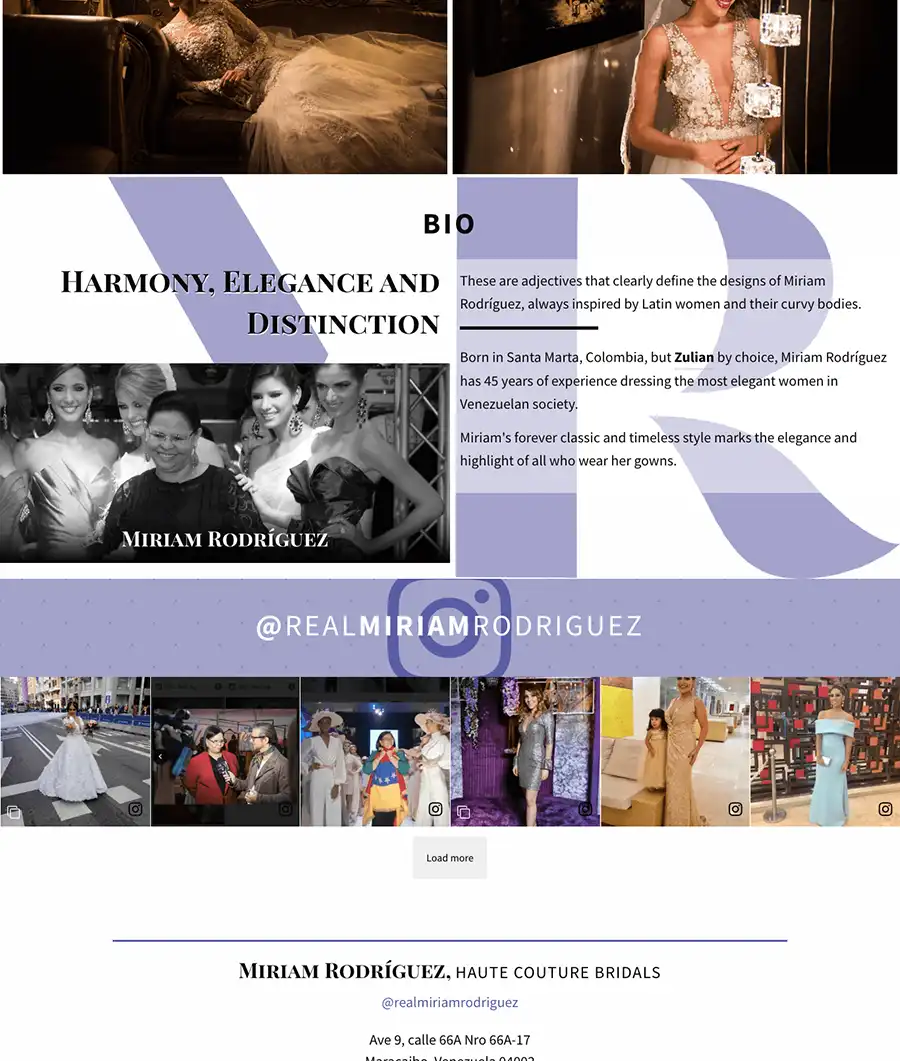 BIO
HARMONY, ELEGANCE AND
DISTINCTION
These are adjectives that clearly define the designs of Miriam
Rodríguez, always inspired by Latin women and their curvy bodies.
Born in Santa Marta, Colombia, but Zulian by choice, Miriam Rodríguez
has 45 years of experience dressing the most elegant women in
Venezuelan society.
Miriam's forever classic and timeless style marks the elegance and
highlight of all who wear her gowns.
MIRIAM RODRÍGUEZ
@REALMIRIAMRODRIGUEZ
Load more
MIRIAM RODRÍGUEZ, HAUTE COUTURE BRIDALS
@realmiriamrodriguez
Ave 9, calle 66A Nro 66A-17
Maracaibo, Venezuela 04002